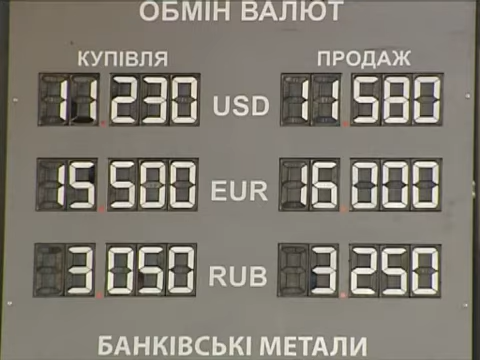 ОБМІН ВАЛЮТ
КУПІВЛЯ ПРОДАЖ
11.230 USD 11.580
15.500 EUR 16.000
3.050 RUB 3.250
БАНКІВСЬКІ МЕТАЛИ